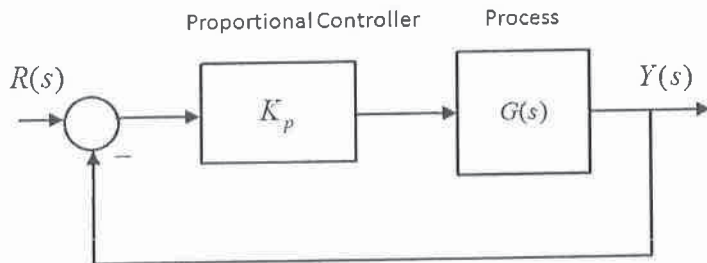 Proportional Controller
Process
R(s)
Y(s)
K_p
G(s)
−